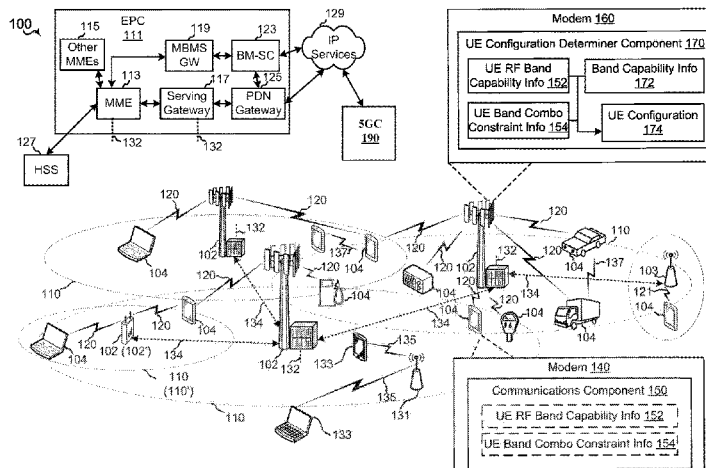 100
EPC
111
115
Other
MMEs
119
MBMS
GW
123
BM-SC
129
IP
Services
113
MME
117
Serving
Gateway
125
PDN
Gateway
132
132
127
HSS
5GC
190
Modem 160
UE Configuration Determiner Component 170
UE RF Band
Capability Info 152
Band Capability Info
172
UE Band Combo
Constraint Info 154
UE Configuration
174
120
132
120
102
104
120
137
104
120
104
110
120
120
104
134
102
132
120
120
104
102
132
120
120
104
110
137
103
121
104
134
104
120
120
104
104
134
120
120
104
104
102 (102')
134
110
(110')
110
102
132
133
135
135
131
133
Modem 140
Communications Component 150
UE RF Band Capability Info 152
UE Band Combo Constraint Info 154